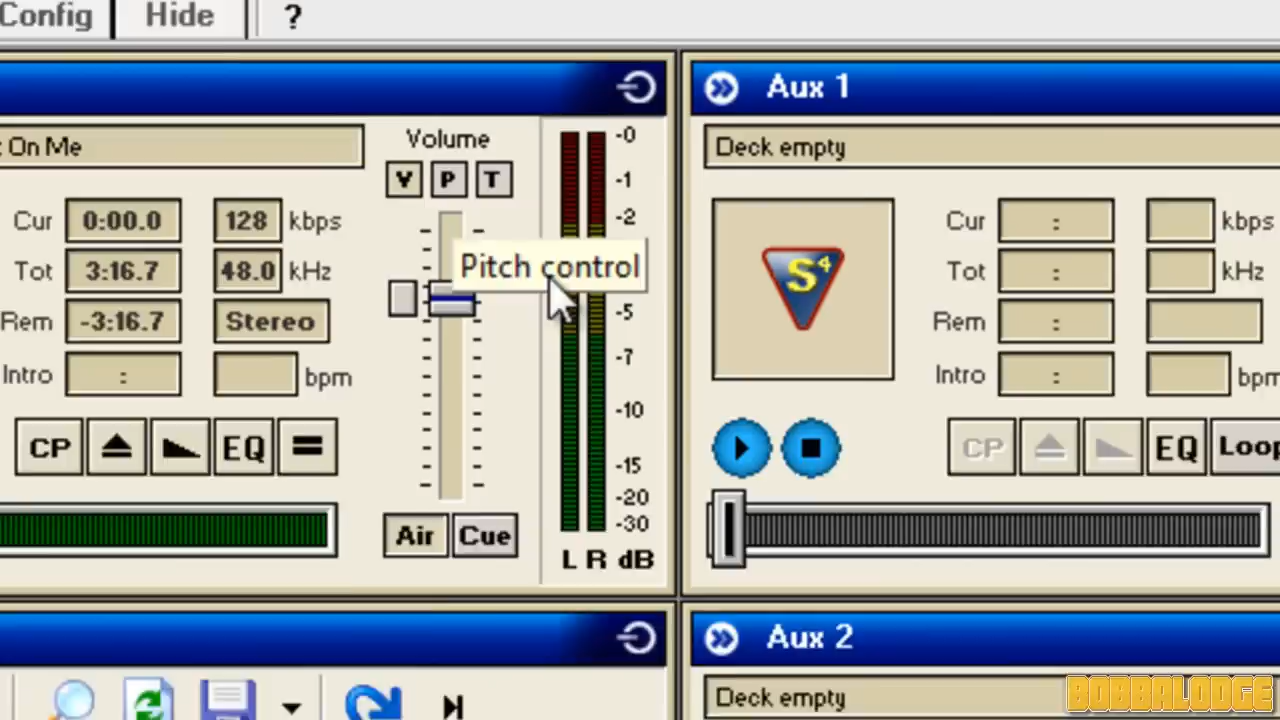 Config Hide ?
Aux 1
: On Me
Volume
V P T
-0
-1
-2
-5
-7
-10
-15
-20
-30
L R dB
Pitch control
Cur 0:00.0 128 kbps
Tot 3:16.7 48.0 kHz
Rem -3:16.7 Stereo
Intro : bpm
CP EQ
Air Cue
Deck empty
S4
Cur : kbps
Tot : kHz
Rem :
Intro : bpm
CP EQ Loop
Aux 2
Deck empty
BOBBALODGE